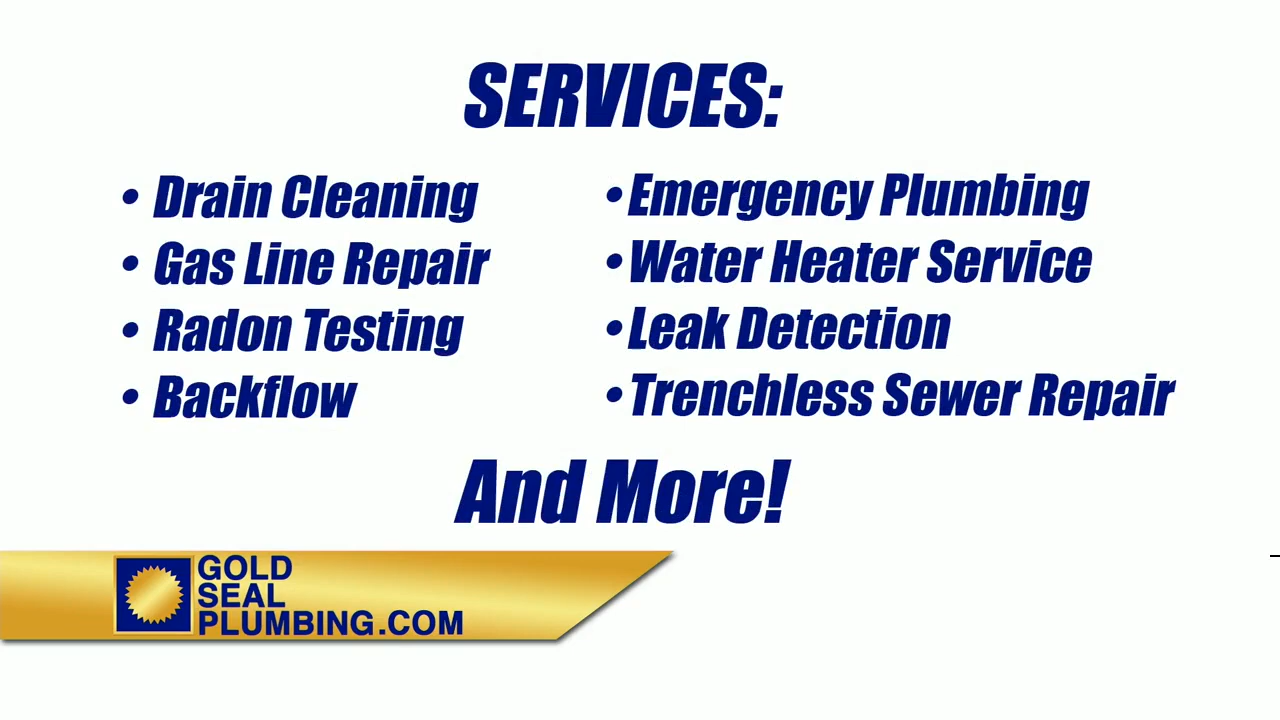 SERVICES:
• Drain Cleaning
• Gas Line Repair
• Radon Testing
• Backflow
• Emergency Plumbing
• Water Heater Service
• Leak Detection
• Trenchless Sewer Repair
And More!
GOLD
SEAL
PLUMBING.COM